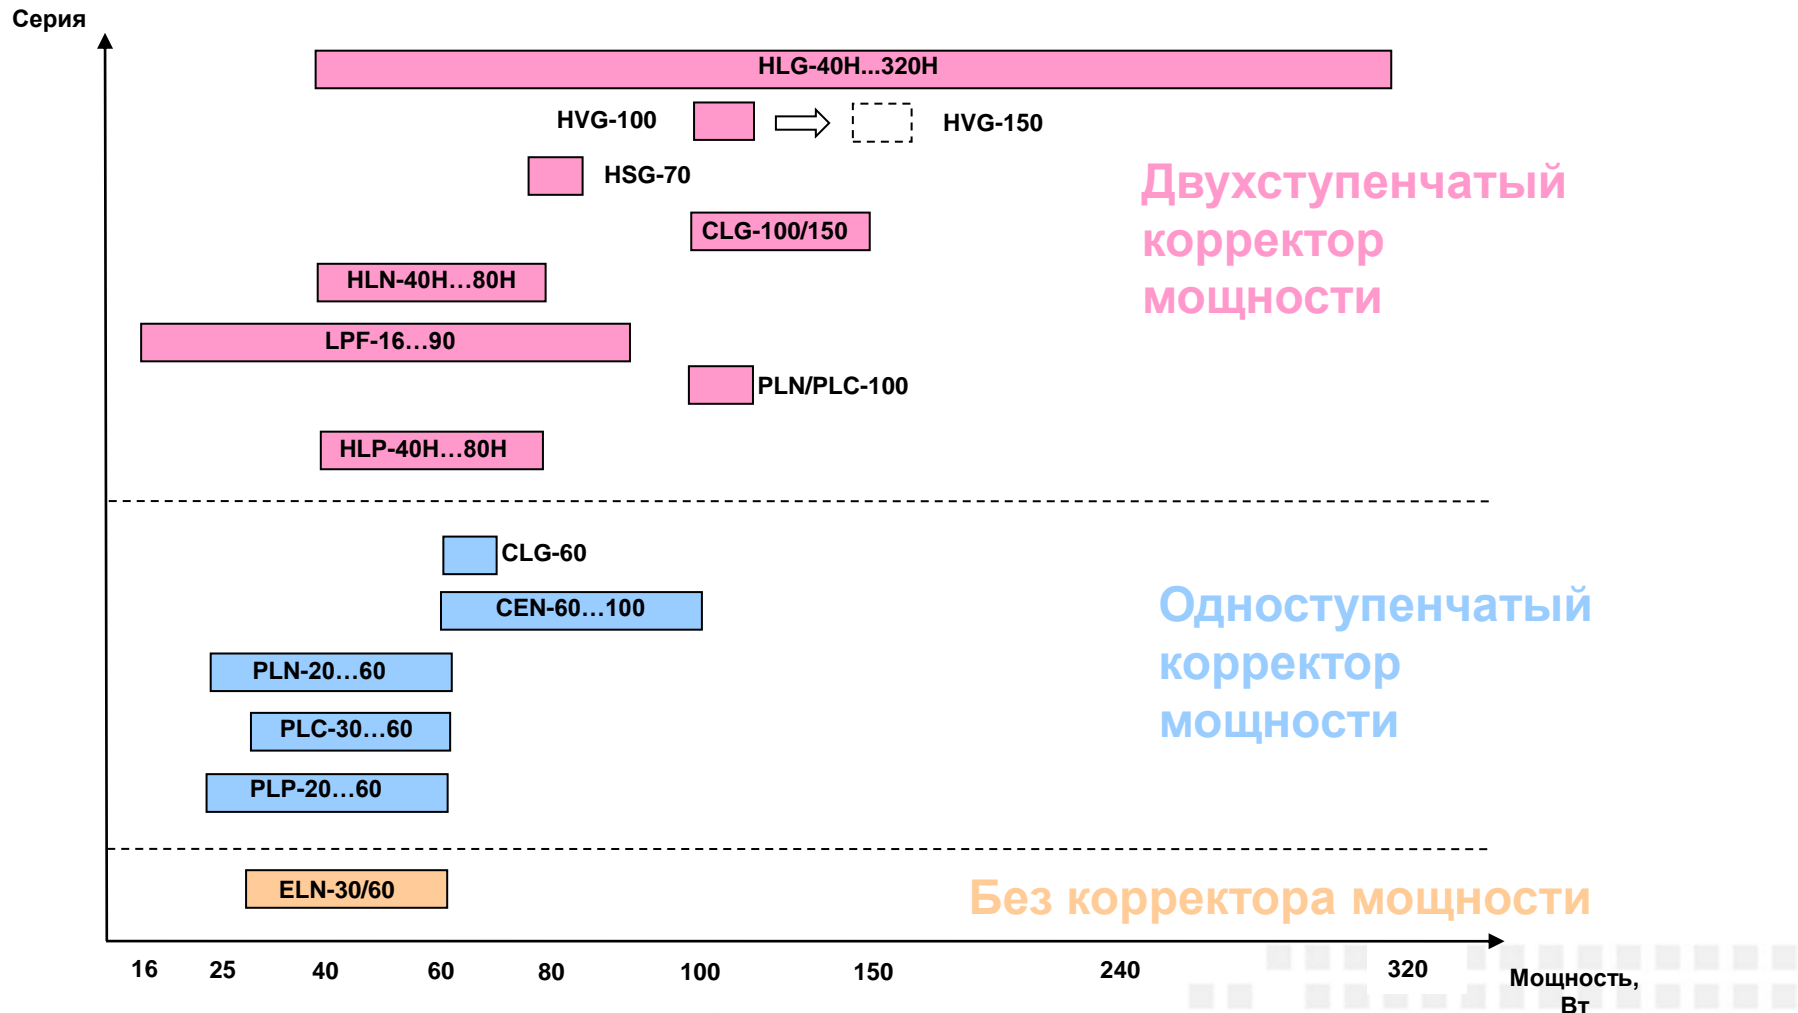 Серия
HLG-40H...320H
HVG-100
HVG-150
HSG-70
Двухступенчатый
корректор
мощности
CLG-100/150
HLN-40H...80H
LPF-16...90
PLN/PLC-100
HLP-40H...80H
CLG-60
CEN-60...100
Одноступенчатый
корректор
мощности
PLN-20...60
PLC-30...60
PLP-20...60
ELN-30/60
Без корректора мощности
16 25 40 60 80 100 150 240 320
Мощность,
Вт